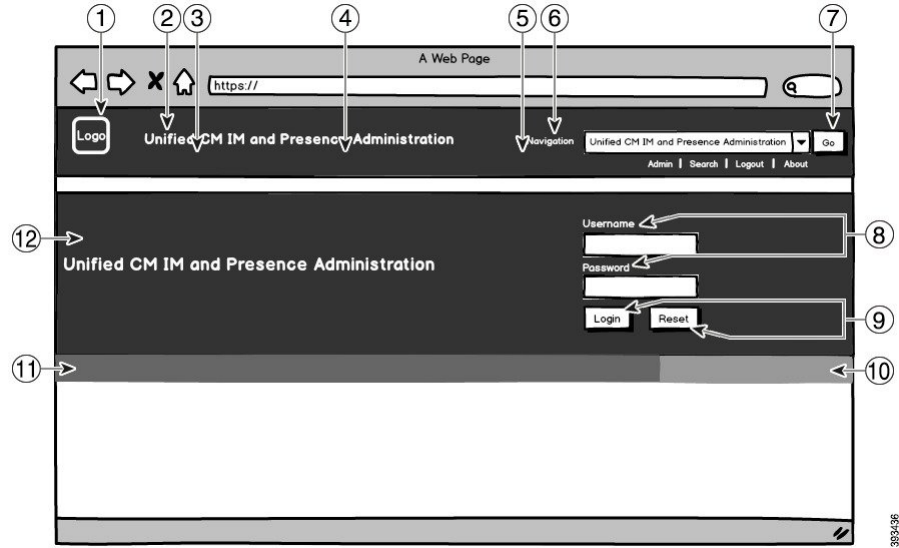 1 2 3 4 5 6 7
A Web Page
https://
Logo
Unified CM IM and Presence Administration
Navigation
Unified CM IM and Presence Administration
Go
Admin | Search | Logout | About
Username
8
12
Unified CM IM and Presence Administration
Password
Login Reset
9
11
10
393436